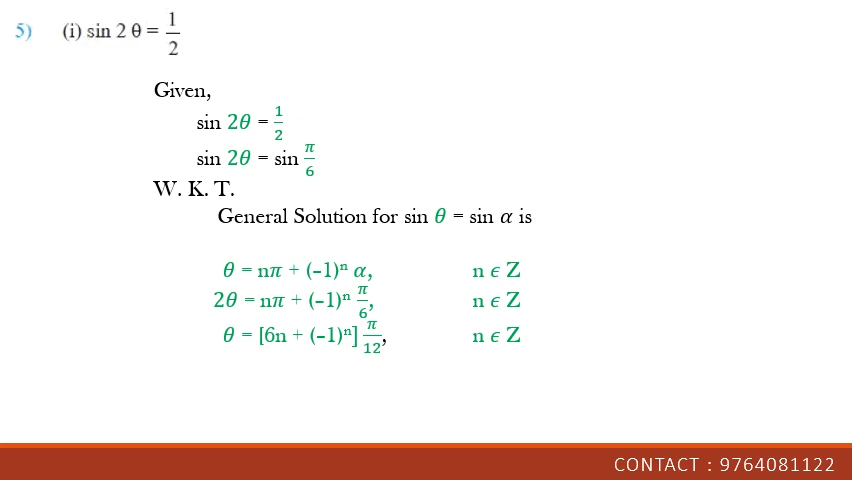 5) (i) sin 2 θ = 1/2
Given,
sin 2θ = 1/2
sin 2θ = sin π/6
W. K. T.
General Solution for sin θ = sin α is
θ = nπ + (–1)ⁿ α, n ϵ Z
2θ = nπ + (–1)ⁿ π/6, n ϵ Z
θ = [6n + (–1)ⁿ] π/12, n ϵ Z
CONTACT : 9764081122